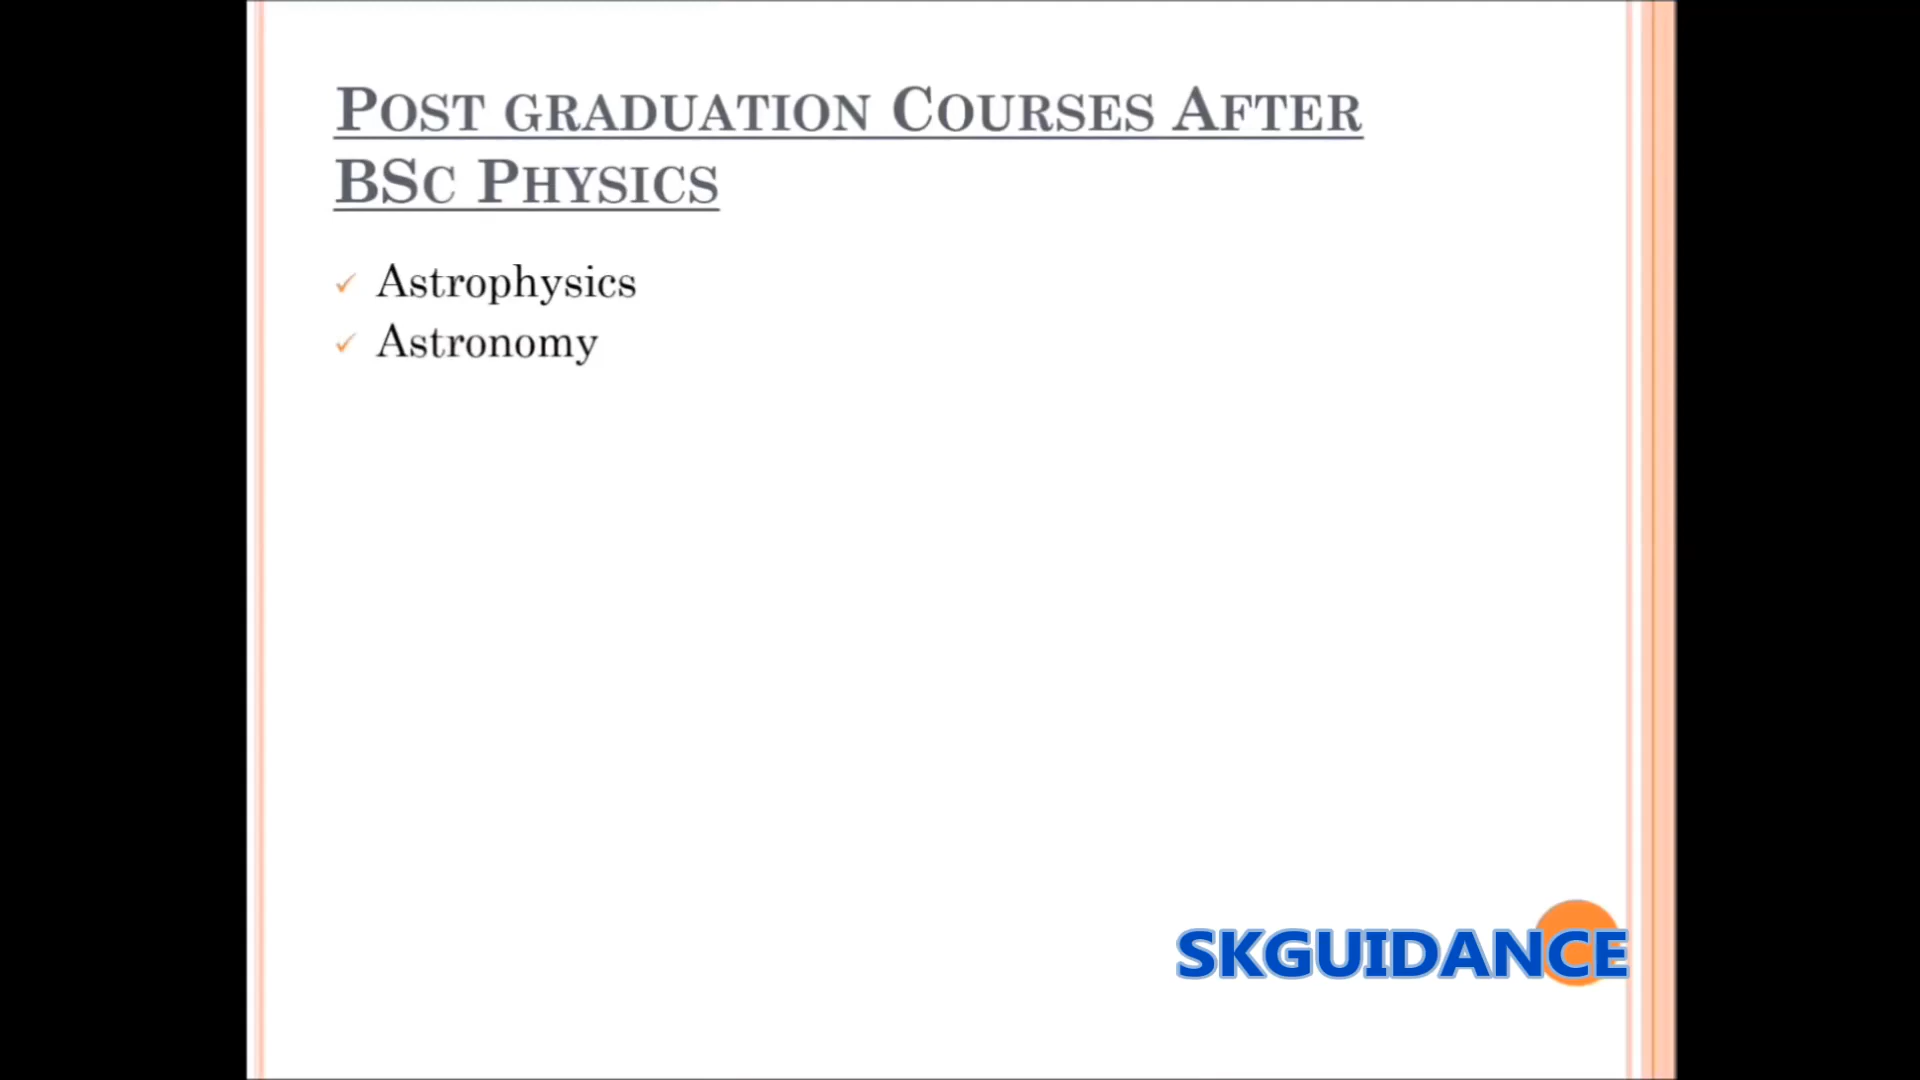 Post graduation Courses After
BSc Physics
Astrophysics
Astronomy
SKGUIDANCE